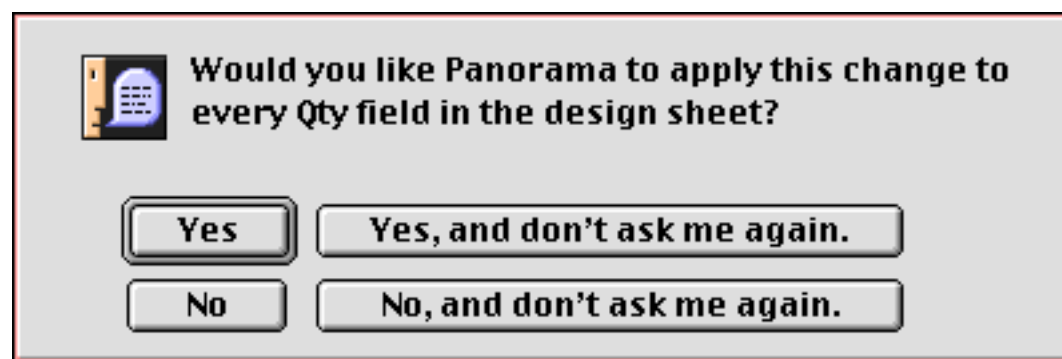 Would you like Panorama to apply this change to
every Qty field in the design sheet?
Yes
Yes, and don't ask me again.
No
No, and don't ask me again.